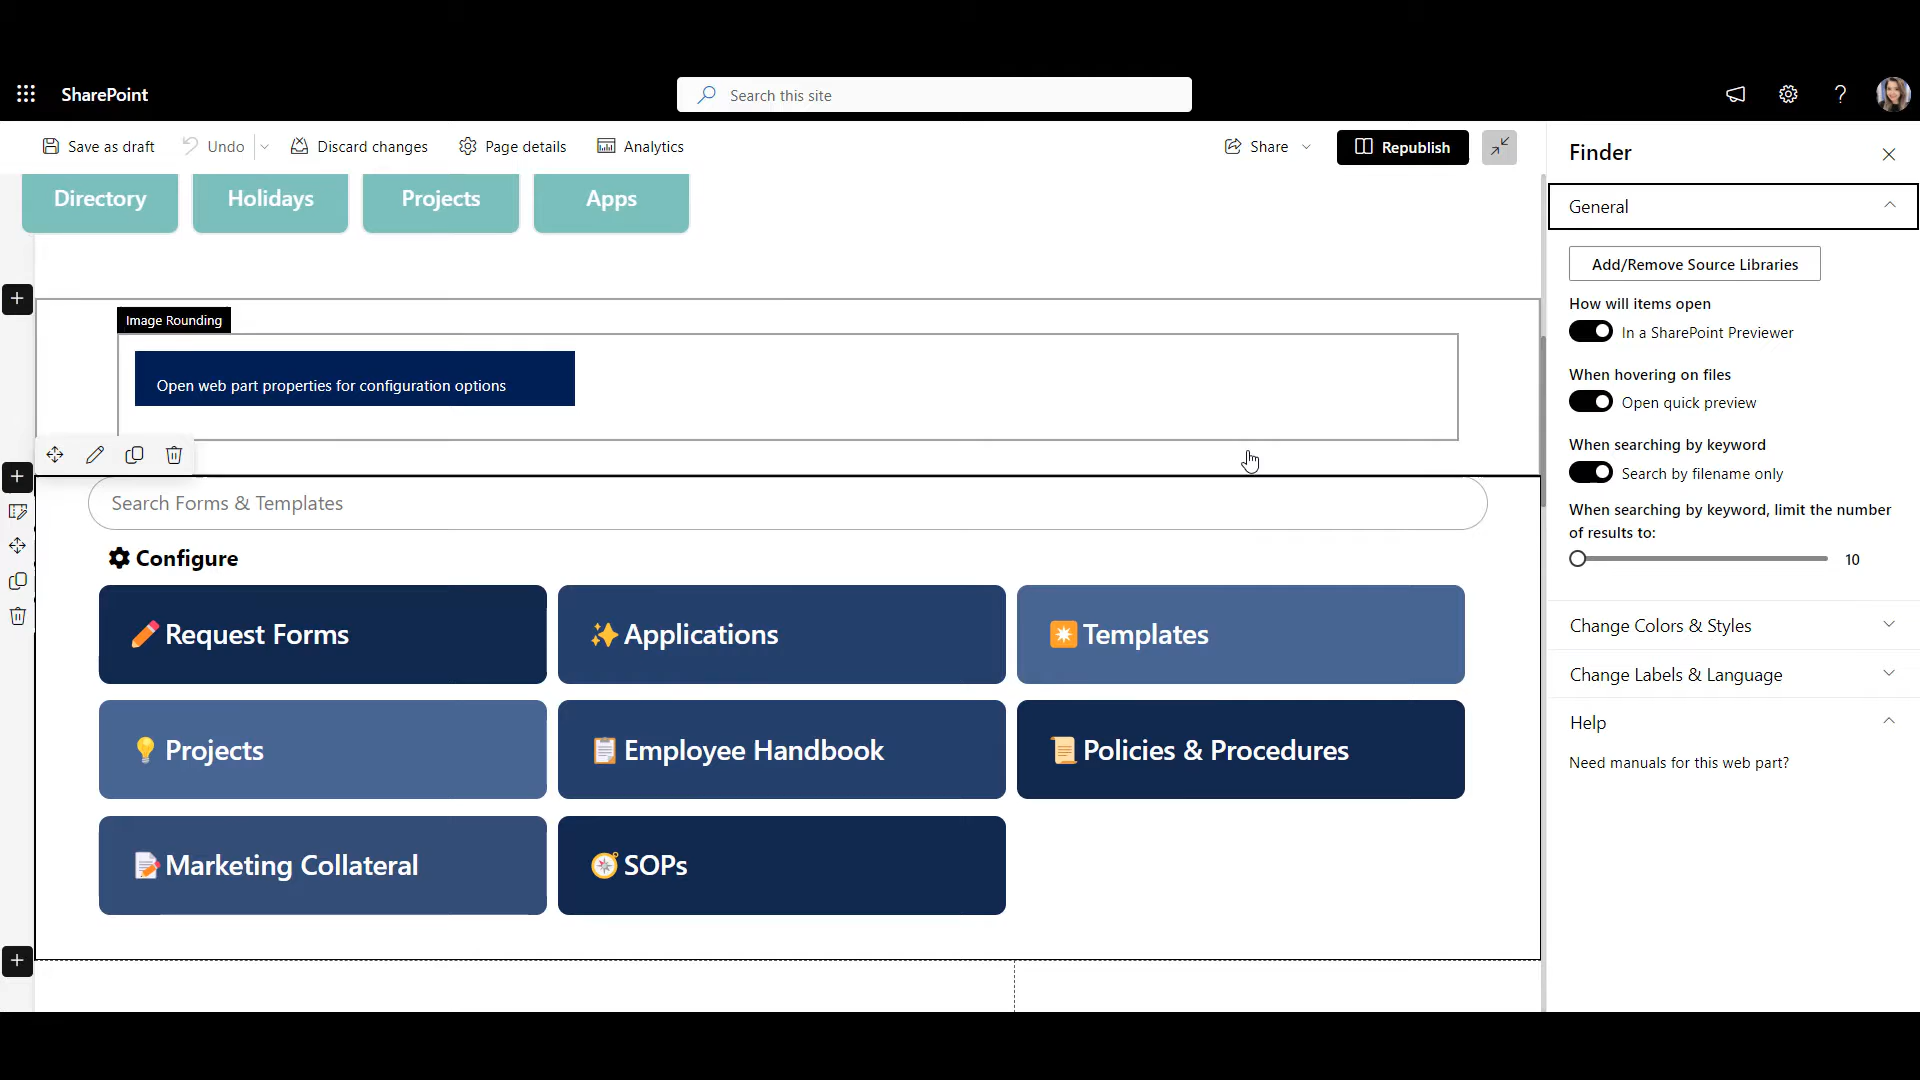 SharePoint
Search this site
Save as draft
Undo
Discard changes
Page details
Analytics
Share
Republish
Directory
Holidays
Projects
Apps
Image Rounding
Open web part properties for configuration options
Search Forms & Templates
Configure
Request Forms
Applications
Templates
Projects
Employee Handbook
Policies & Procedures
Marketing Collateral
SOPs
Finder
General
Add/Remove Source Libraries
How will items open
In a SharePoint Previewer
When hovering on files
Open quick preview
When searching by keyword
Search by filename only
When searching by keyword, limit the number
of results to:
10
Change Colors & Styles
Change Labels & Language
Help
Need manuals for this web part?